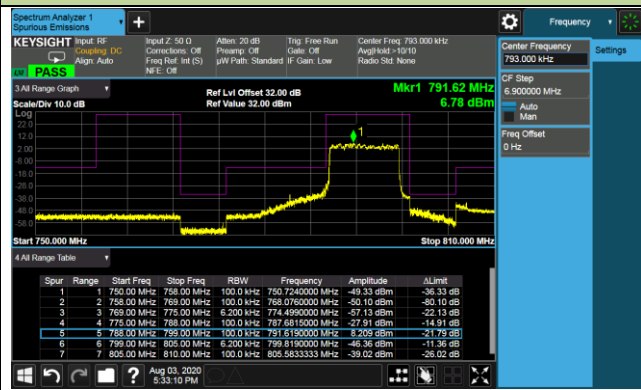 Spectrum Analyzer 1
Spurious Emissions
Frequency
KEYSIGHT Input: RF
Coupling: DC
Align: Auto
Input Z: 50 Ω
Corrections: Off
Freq Ref: Int (S)
NFE: Off
Atten: 20 dB
Preamp: Off
µW Path: Standard
Trig: Free Run
Gate: Off
IF Gain: Low
Center Freq: 793.000 kHz
Avg|Hold:>10/10
Radio Std: None
PASS
Center Frequency
793.000 kHz
Settings
CF Step
6.900000 MHz
Auto
Man
Freq Offset
0 Hz
3 All Range Graph
Scale/Div 10.0 dB
Ref Lvl Offset 32.00 dB
Ref Value 32.00 dBm
Mkr1 791.62 MHz
6.78 dBm
Log
22.0
12.0
2.00
-8.00
-18.0
-28.0
-38.0
-48.0
-58.0
1
Start 750.000 MHz
Stop 810.000 MHz
4 All Range Table
Spur Range Start Freq Stop Freq RBW Frequency Amplitude ΔLimit
1 1 750.00 MHz 758.00 MHz 100.0 kHz 750.7240000 MHz -49.33 dBm -36.33 dB
2 2 758.00 MHz 769.00 MHz 100.0 kHz 768.0760000 MHz -50.10 dBm -80.10 dB
3 3 769.00 MHz 775.00 MHz 6.200 kHz 774.4990000 MHz -57.13 dBm -22.13 dB
4 4 775.00 MHz 788.00 MHz 100.0 kHz 787.6815000 MHz -27.91 dBm -14.91 dB
5 5 788.00 MHz 799.00 MHz 100.0 kHz 791.6190000 MHz 8.209 dBm -21.79 dB
6 6 799.00 MHz 805.00 MHz 6.200 kHz 799.8190000 MHz -46.36 dBm -11.36 dB
7 7 805.00 MHz 810.00 MHz 100.0 kHz 805.5833333 MHz -39.02 dBm -26.02 dB
Aug 03, 2020
5:33:10 PM